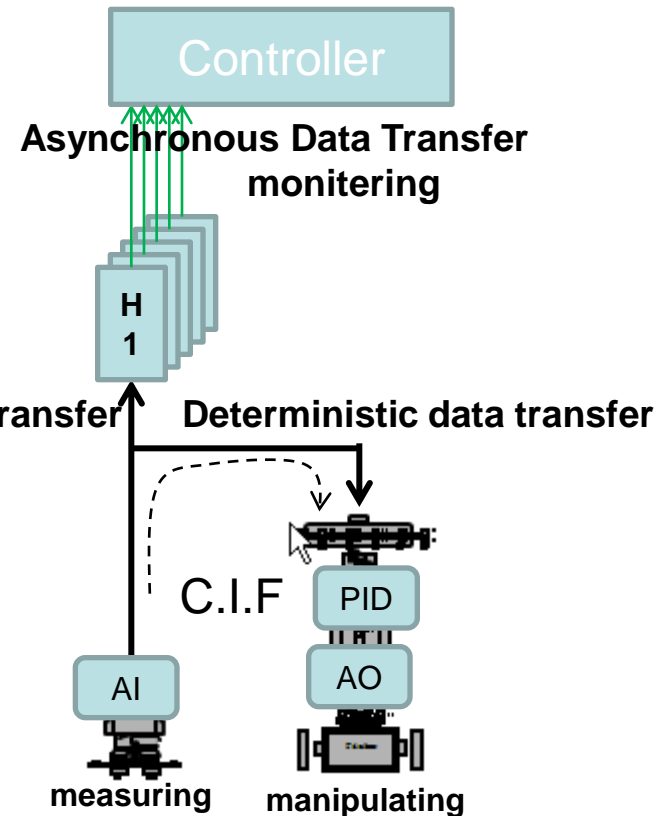 Controller
Asynchronous Data Transfer
monitering
H
1
ransfer
Deterministic data transfer
C.I.F
PID
AO
AI
measuring
manipulating